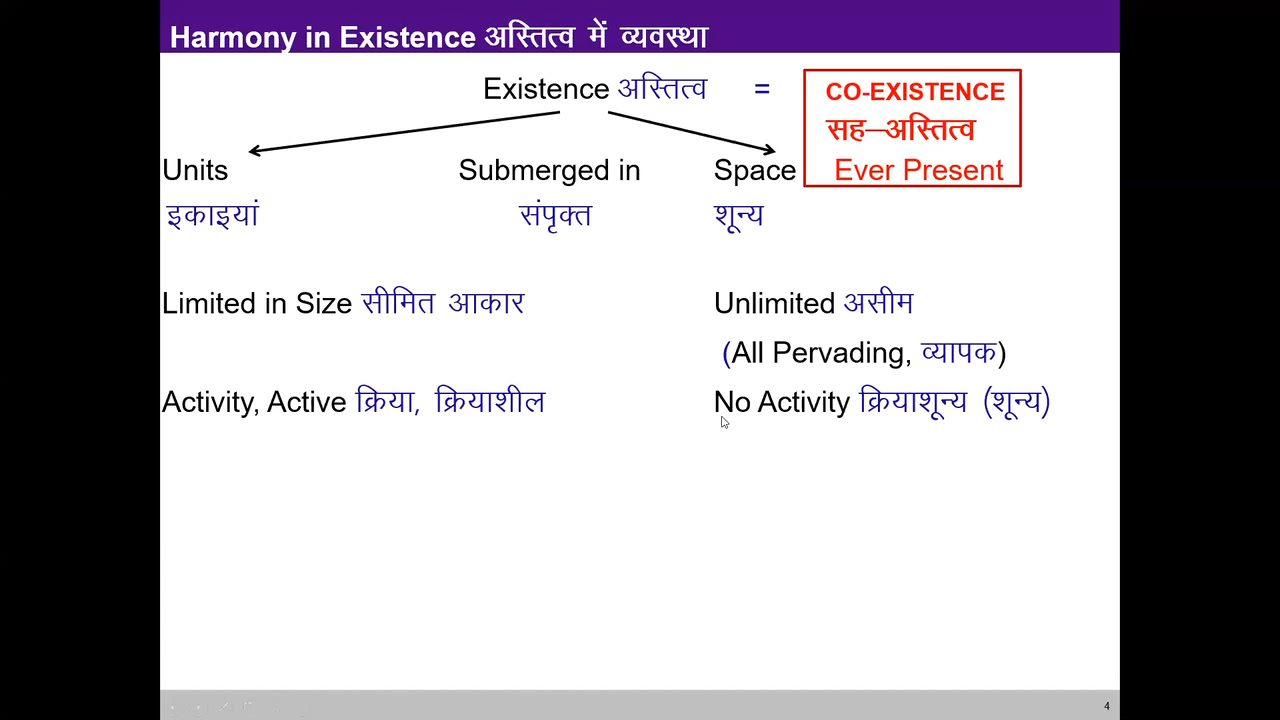 Harmony in Existence अस्तित्व में व्यवस्था
Existence अस्तित्व = CO-EXISTENCE
सह–अस्तित्व
Units Submerged in Space Ever Present
इकाइयां संपृक्त शून्य
Limited in Size सीमित आकार Unlimited असीम
(All Pervading, व्यापक)
Activity, Active क्रिया, क्रियाशील No Activity क्रियाशून्य (शून्य)
4